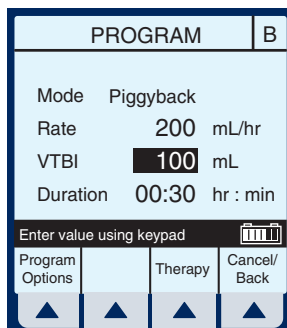 PROGRAM B
Mode Piggyback
Rate 200 mL/hr
VTBI 100 mL
Duration 00:30 hr : min
Enter value using keypad
Program Options
Therapy
Cancel/ Back